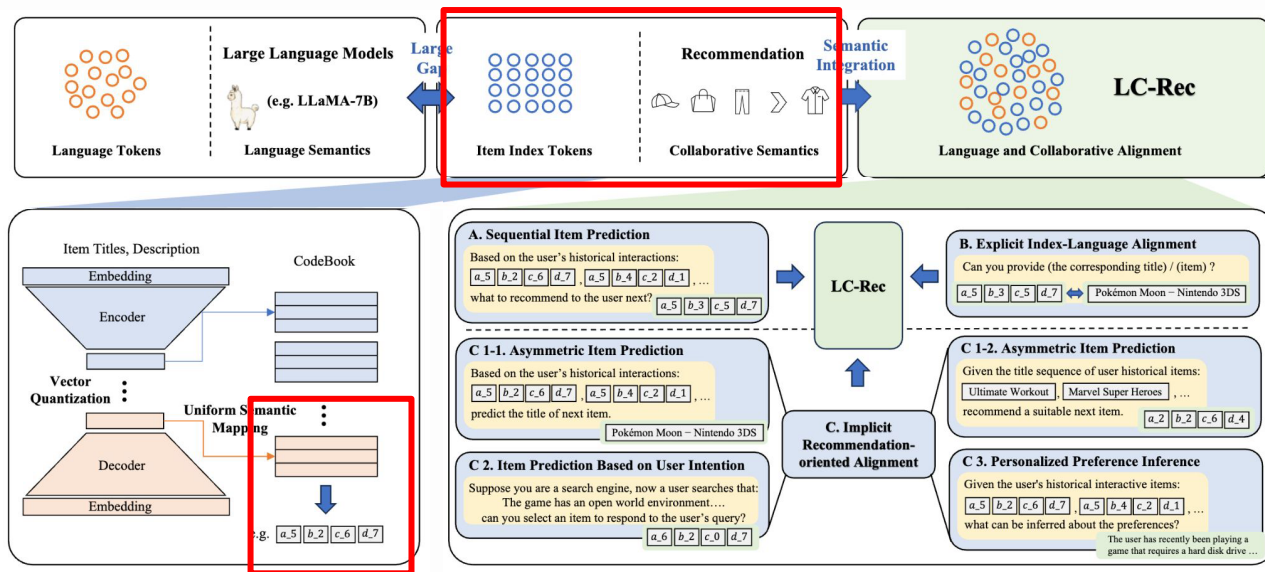 Large Language Models
(e.g. LLaMA-7B)
Language Tokens
Language Semantics
Large
Gap
Recommendation
Item Index Tokens
Collaborative Semantics
Semantic
Integration
LC-Rec
Language and Collaborative Alignment
Item Titles, Description
CodeBook
Embedding
Encoder
Vector
Quantization
Uniform Semantic
Mapping
Decoder
Embedding
e.g. a_5 b_2 c_6 d_7
A. Sequential Item Prediction
Based on the user's historical interactions:
a_5 b_2 c_6 d_7 , a_5 b_4 c_2 d_1 , …
what to recommend to the user next?
a_5 b_3 c_5 d_7
LC-Rec
B. Explicit Index-Language Alignment
Can you provide (the corresponding title) / (item) ?
a_5 b_3 c_5 d_7 Pokémon Moon – Nintendo 3DS
C 1-1. Asymmetric Item Prediction
Based on the user's historical interactions:
a_5 b_2 c_6 d_7 , a_5 b_4 c_2 d_1 , …
predict the title of next item.
Pokémon Moon – Nintendo 3DS
C 1-2. Asymmetric Item Prediction
Given the title sequence of user historical items:
Ultimate Workout , Marvel Super Heroes , …
recommend a suitable next item.
a_2 b_2 c_6 d_4
C. Implicit
Recommendation-
oriented Alignment
C 2. Item Prediction Based on User Intention
Suppose you are a search engine, now a user searches that:
The game has an open world environment….
can you select an item to respond to the user's query?
a_6 b_2 c_0 d_7
C 3. Personalized Preference Inference
Given the user's historical interactive items:
a_5 b_2 c_6 d_7 , a_5 b_4 c_2 d_1 , …
what can be inferred about the preferences?
The user has recently been playing a
game that requires a hard disk drive …